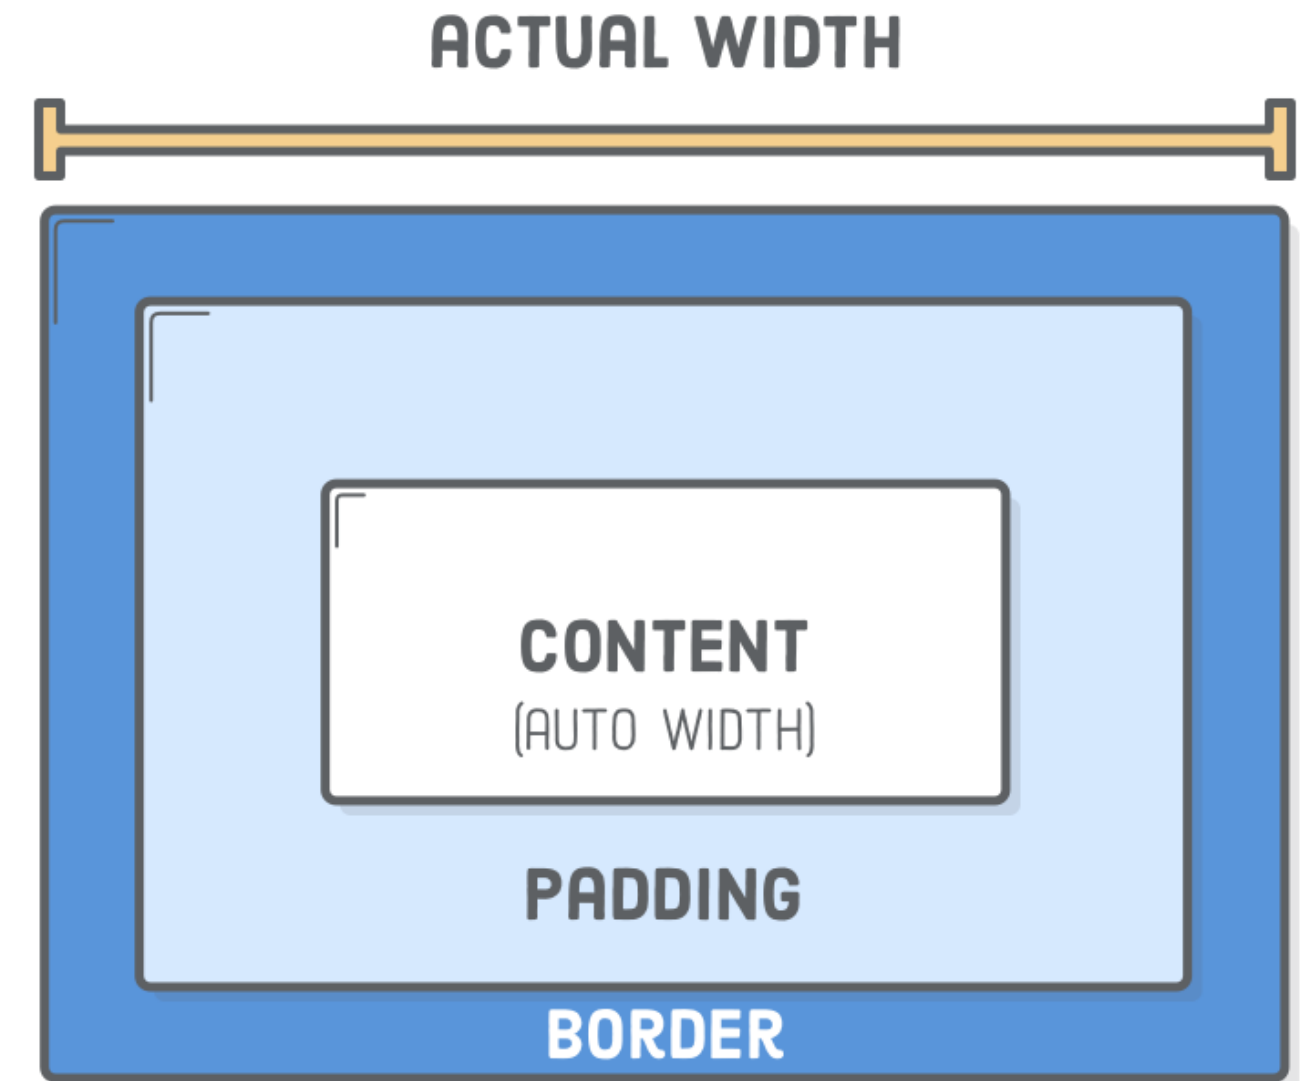 ACTUAL WIDTH
CONTENT
(AUTO WIDTH)
PADDING
BORDER